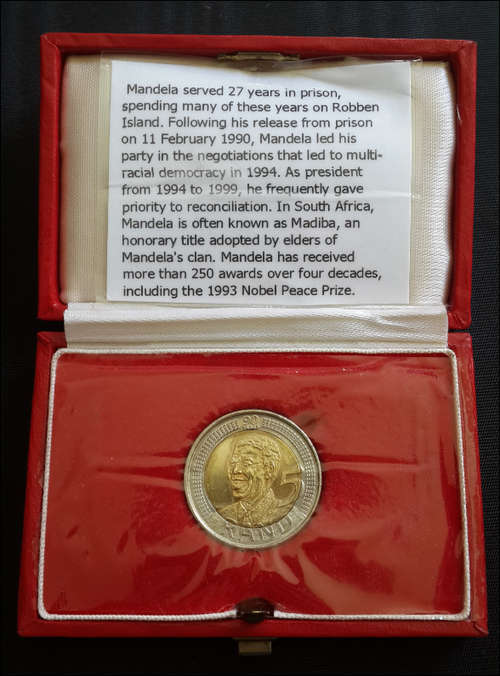 Mandela served 27 years in prison,
spending many of these years on Robben
Island. Following his release from prison
on 11 February 1990, Mandela led his
party in the negotiations that led to multi-
racial democracy in 1994. As president
from 1994 to 1999, he frequently gave
priority to reconciliation. In South Africa,
Mandela is often known as Madiba, an
honorary title adopted by elders of
Mandela's clan. Mandela has received
more than 250 awards over four decades,
including the 1993 Nobel Peace Prize.
90
5
RAND